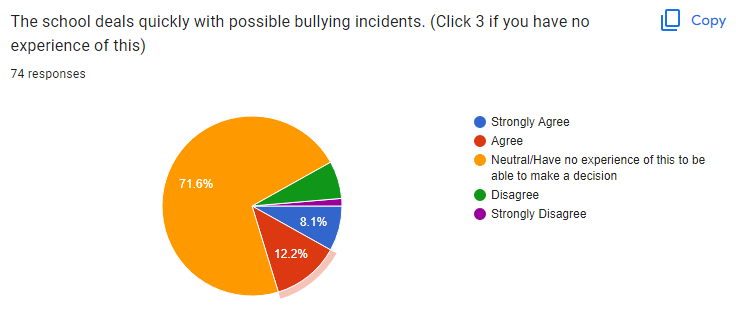 The school deals quickly with possible bullying incidents. (Click 3 if you have no
experience of this)
Copy
74 responses
71.6%
8.1%
12.2%
Strongly Agree
Agree
Neutral/Have no experience of this to be
able to make a decision
Disagree
Strongly Disagree